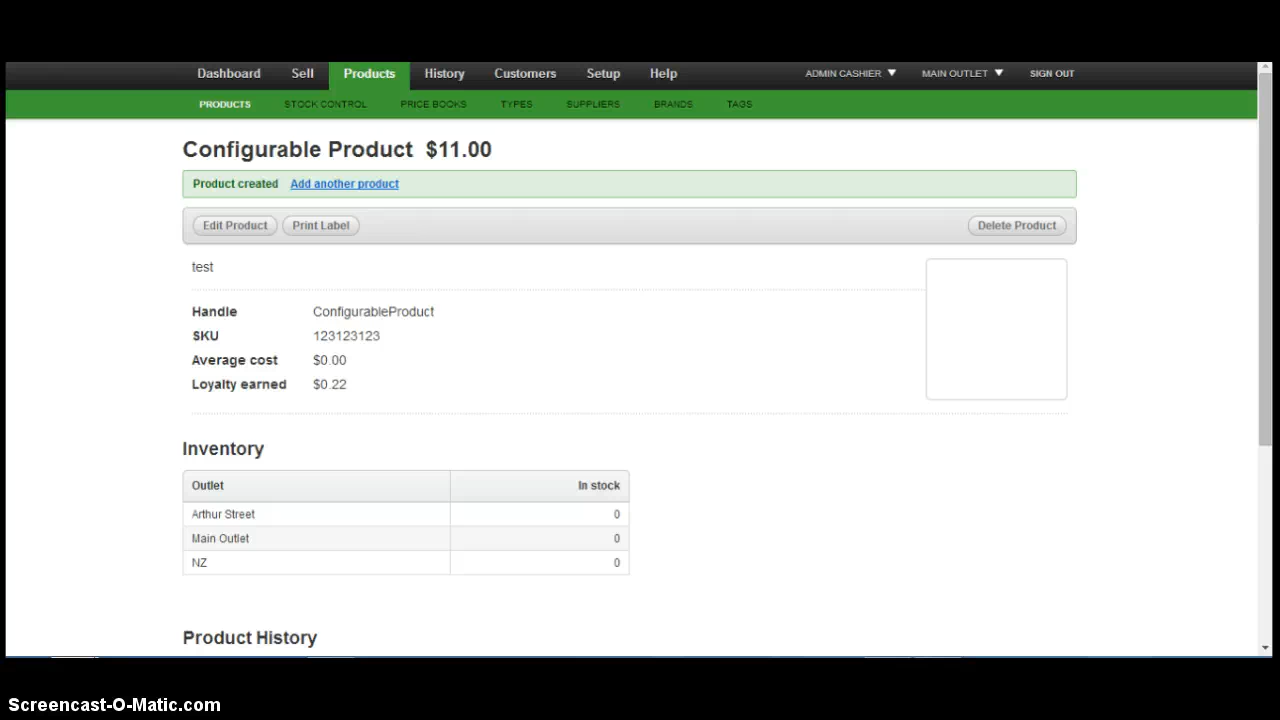 Dashboard Sell Products History Customers Setup Help ADMIN CASHIER MAIN OUTLET SIGN OUT
PRODUCTS STOCK CONTROL PRICE BOOKS TYPES SUPPLIERS BRANDS TAGS
Configurable Product $11.00
Product created Add another product
Edit Product Print Label Delete Product
test
Handle ConfigurableProduct
SKU 123123123
Average cost $0.00
Loyalty earned $0.22
Inventory
Outlet In stock
Arthur Street 0
Main Outlet 0
NZ 0
Product History
Screencast-O-Matic.com